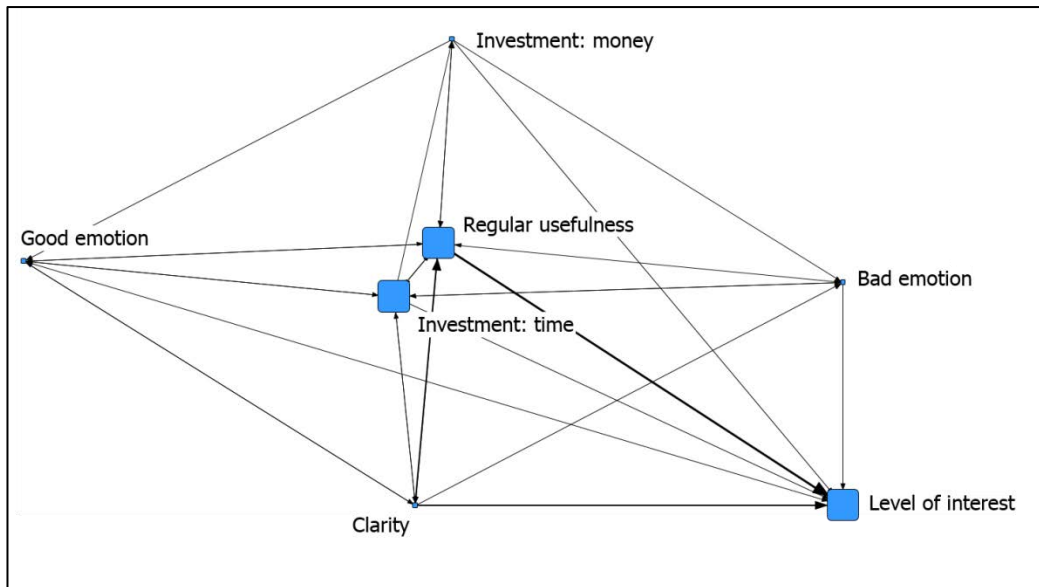 Investment: money
Regular usefulness
Good emotion
Bad emotion
Investment: time
Level of interest
Clarity